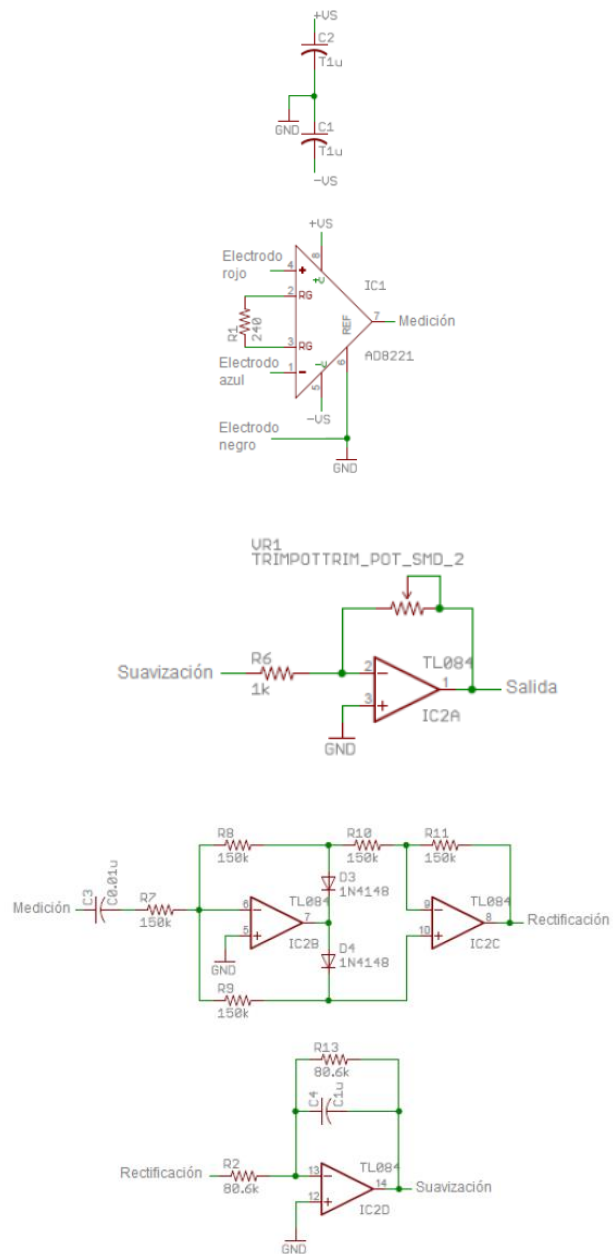 +VS
C2
T1u
GND
C1
T1u
-VS
+VS
Electrodo
rojo
4
+
8
+V
IC1
2
RG
R1
240
REF
7
Medición
3
RG
AD8221
Electrodo
azul
1
-
-V
5
6
-VS
Electrodo
negro
GND
VR1
TRIMPOTTRIM_POT_SMD_2
Suavización
R6
1k
2
-
TL084
1
Salida
3
+
IC2A
GND
R8
150k
R10
150k
R11
150k
Medición
C3
C0.01u
R7
150k
D3
1N4148
6
-
TL084
7
5
+
IC2B
GND
D4
1N4148
9
-
TL084
8
Rectificación
10
+
IC2C
R9
150k
R13
80.6k
C4
C1u
Rectificación
R2
80.6k
13
-
TL084
14
Suavización
12
+
IC2D
GND